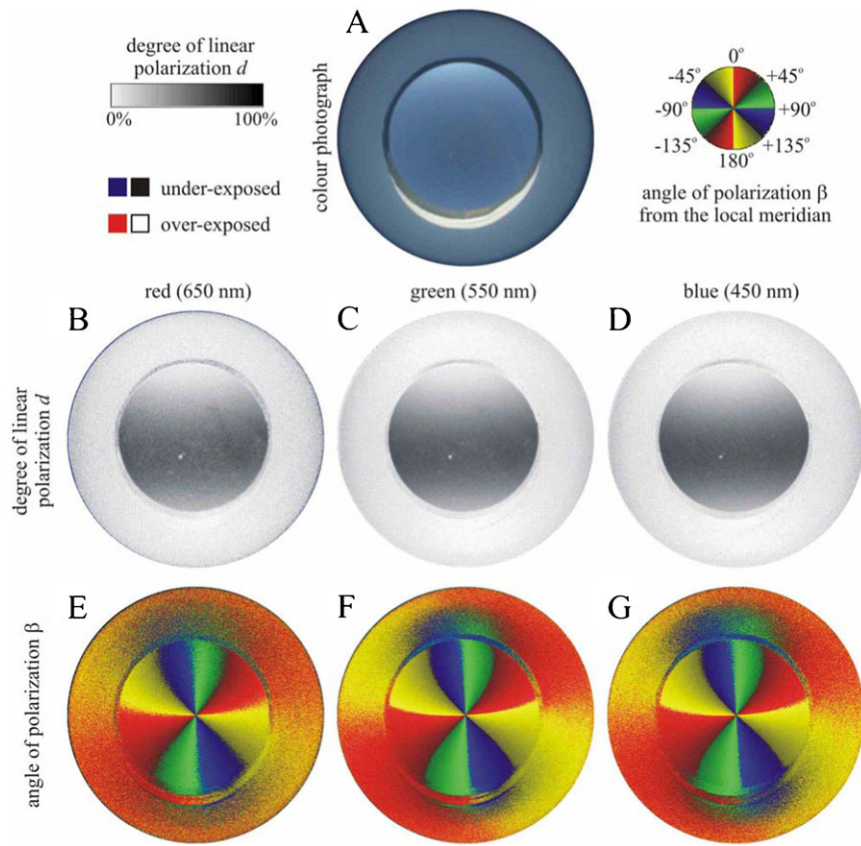 A
degree of linear
polarization d
0% 100%
under-exposed
over-exposed
colour photograph
0°
-45° +45°
-90° +90°
-135° +135°
180°
angle of polarization β
from the local meridian
red (650 nm) green (550 nm) blue (450 nm)
B C D
degree of linear
polarization d
E F G
angle of polarization β